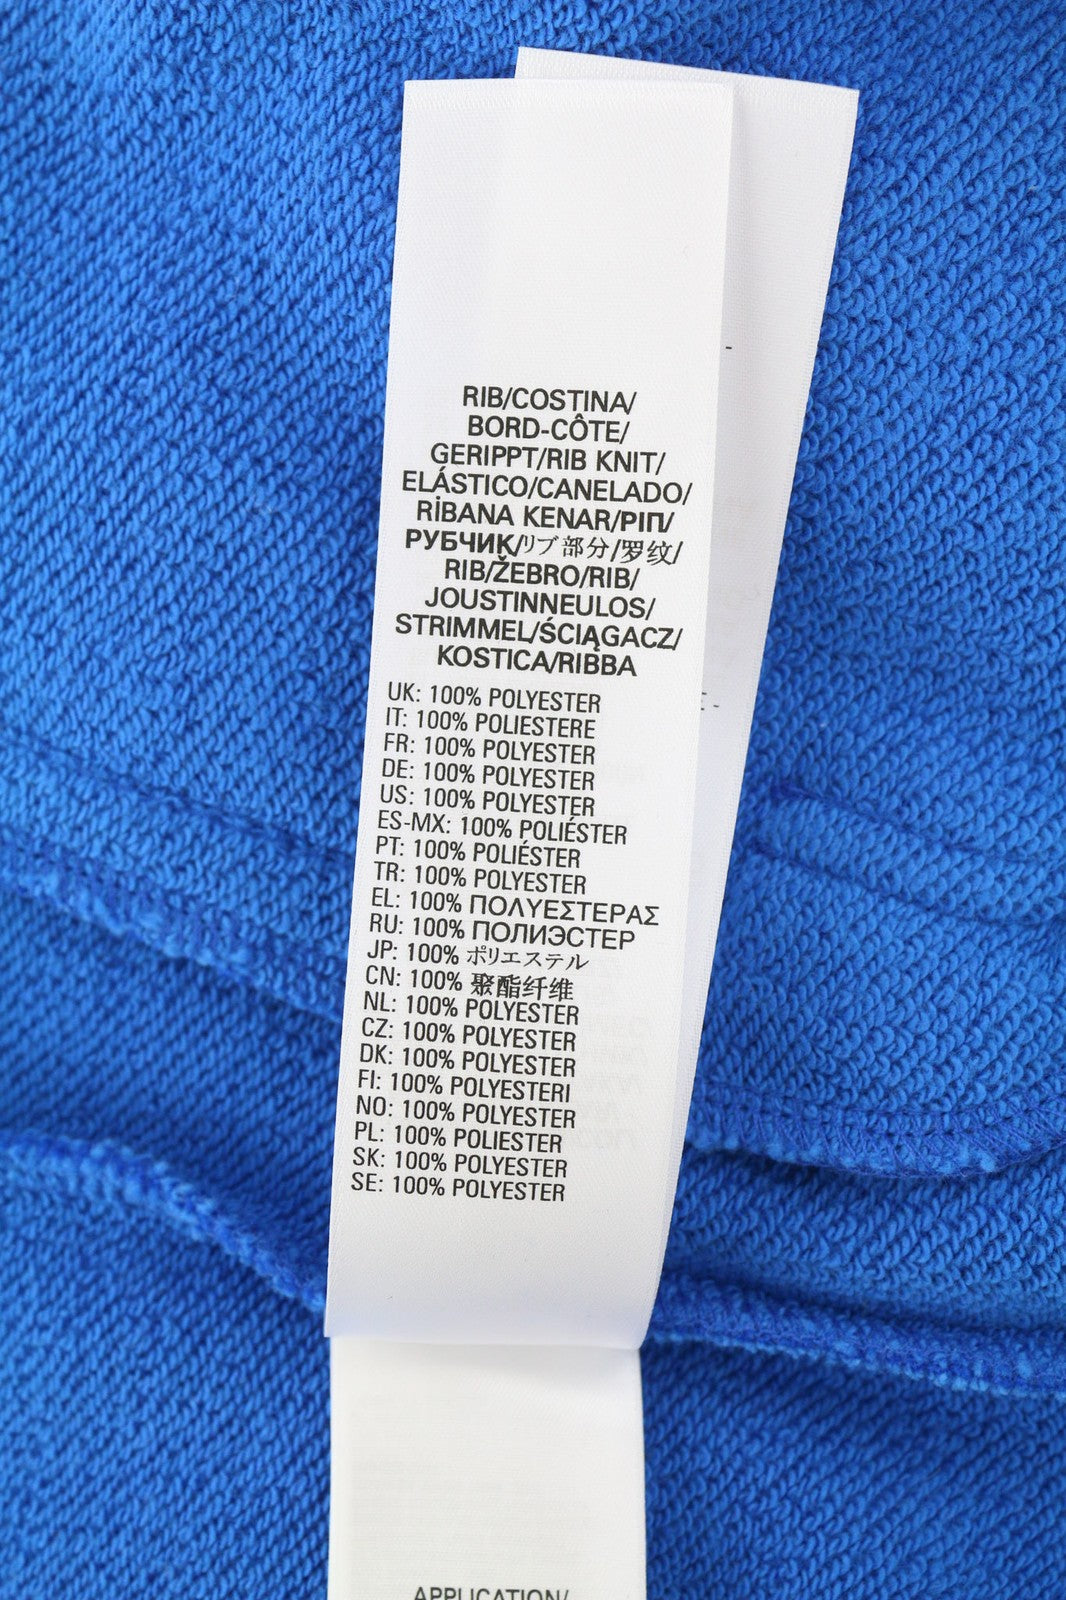 RIB/COSTINA/
BORD-CÔTE/
GERIPPT/RIB KNIT/
ELÁSTICO/CANELADO/
RİBANA KENAR/ΡΙΠ/
РУБЧИК/リブ部分/罗纹/
RIB/ŽEBRO/RIB/
JOUSTINNEULOS/
STRIMMEL/ŚCIĄGACZ/
KOSTICA/RIBBA
UK: 100% POLYESTER
IT: 100% POLIESTERE
FR: 100% POLYESTER
DE: 100% POLYESTER
US: 100% POLYESTER
ES-MX: 100% POLIÉSTER
PT: 100% POLIÉSTER
TR: 100% POLYESTER
EL: 100% ΠΟΛΥΕΣΤΕΡΑΣ
RU: 100% ПОЛИЭСТЕР
JP: 100% ポリエステル
CN: 100% 聚酯纤维
NL: 100% POLYESTER
CZ: 100% POLYESTER
DK: 100% POLYESTER
FI: 100% POLYESTERI
NO: 100% POLYESTER
PL: 100% POLIESTER
SK: 100% POLYESTER
SE: 100% POLYESTER
APPLICATION/